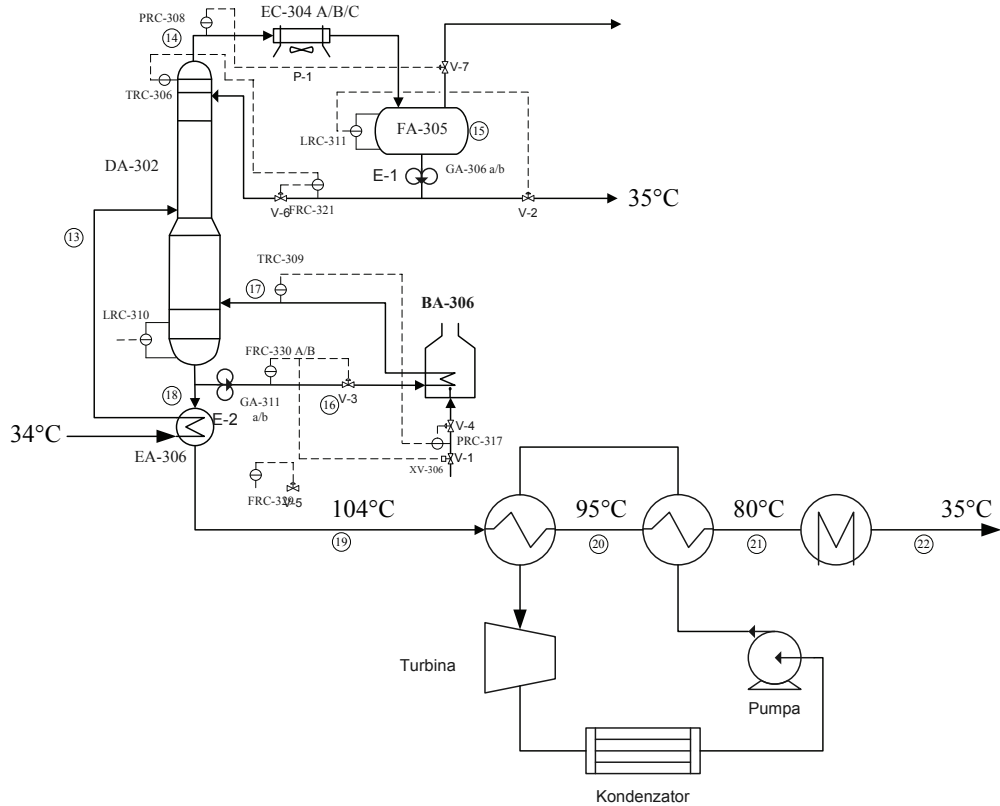 PRC-308
EC-304 A/B/C
14
P-1
V-7
TRC-306
LRC-311
FA-305
15
DA-302
E-1
GA-306 a/b
V-6
FRC-321
V-2
35°C
13
TRC-309
17
BA-306
LRC-310
FRC-330 A/B
18
GA-311
a/b
16
V-3
E-2
V-4
34°C
EA-306
PRC-317
V-1
XV-306
FRC-329
V-5
104°C
95°C
80°C
35°C
19
20
21
22
Turbina
Pumpa
Kondenzator